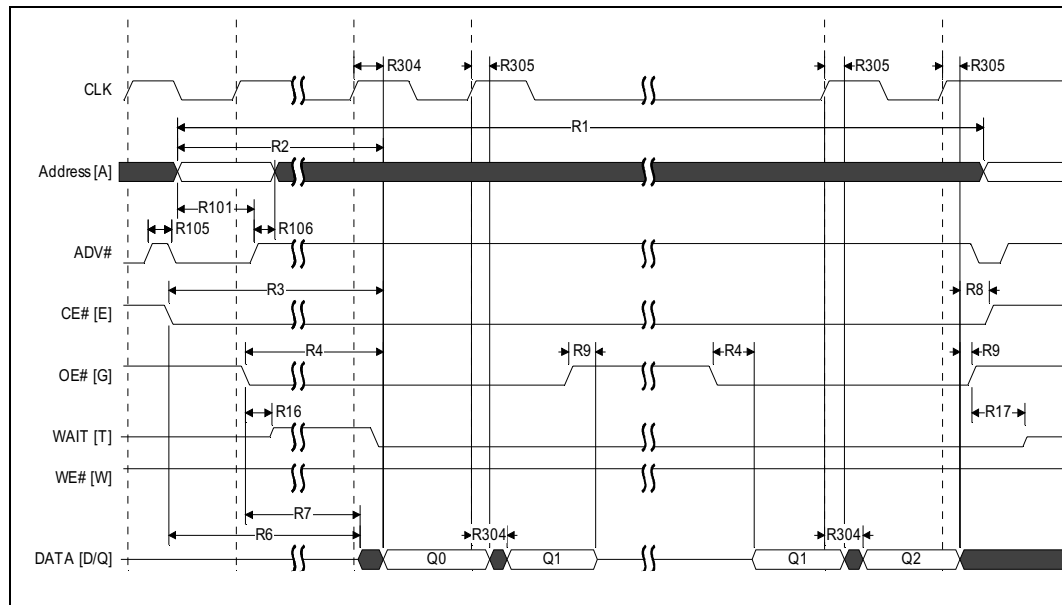 R304
R305
R305
R305
CLK
R1
R2
Address [A]
R101
R105
R106
ADV#
R3
R8
CE# [E]
R4
R9
R4
R9
OE# [G]
R16
R17
WAIT [T]
WE# [W]
R7
R6
R304
R304
DATA [D/Q]
Q0
Q1
Q1
Q2